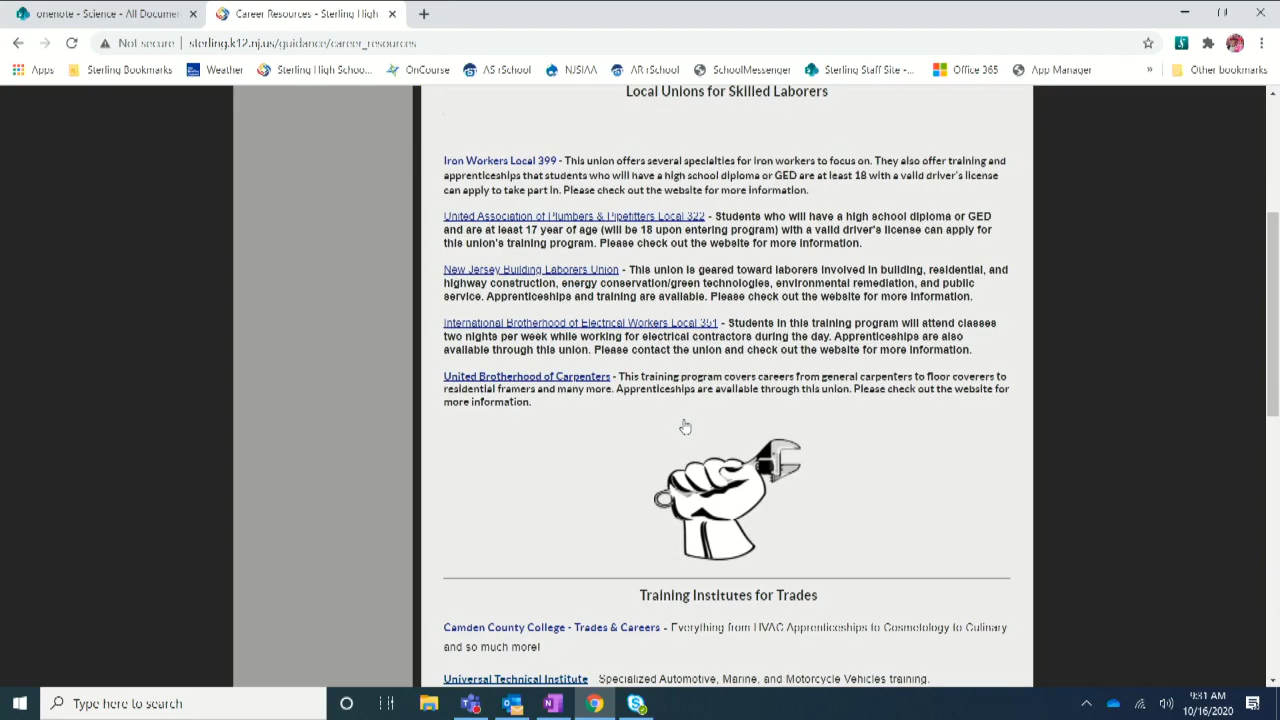 onenote - Science - All Documen
Career Resources - Sterling High
Not secure | sterling.k12.nj.us/guidance/career_resources
Apps Sterling Bookmarks Weather Sterling High Schoo... OnCourse AS rSchool NJSIAA AR rSchool SchoolMessenger Sterling Staff Site -... Office 365 App Manager » Other bookmarks
Local Unions for Skilled Laborers
Iron Workers Local 399 - This union offers several specialties for iron workers to focus on. They also offer training and
apprenticeships that students who will have a high school diploma or GED are at least 18 with a valid driver's license
can apply to take part in. Please check out the website for more information.
United Association of Plumbers & Pipefitters Local 322 - Students who will have a high school diploma or GED
and are at least 17 year of age (will be 18 upon entering program) with a valid driver's license can apply for
this union's training program. Please check out the website for more information.
New Jersey Building Laborers Union - This union is geared toward laborers involved in building, residential, and
highway construction, energy conservation/green technologies, environmental remediation, and public
service. Apprenticeships and training are available. Please check out the website for more information.
International Brotherhood of Electrical Workers Local 351 - Students in this training program will attend classes
two nights per week while working for electrical contractors during the day. Apprenticeships are also
available through this union. Please contact the union and check out the website for more information.
United Brotherhood of Carpenters - This training program covers careers from general carpenters to floor coverers to
residential framers and many more. Apprenticeships are available through this union. Please check out the website for
more information.
Training Institutes for Trades
Camden County College - Trades & Careers - Everything from HVAC Apprenticeships to Cosmetology to Culinary
and so much more!
Universal Technical Institute Specialized Automotive, Marine, and Motorcycle Vehicles training.
Type here to search
9:31 AM
10/16/2020